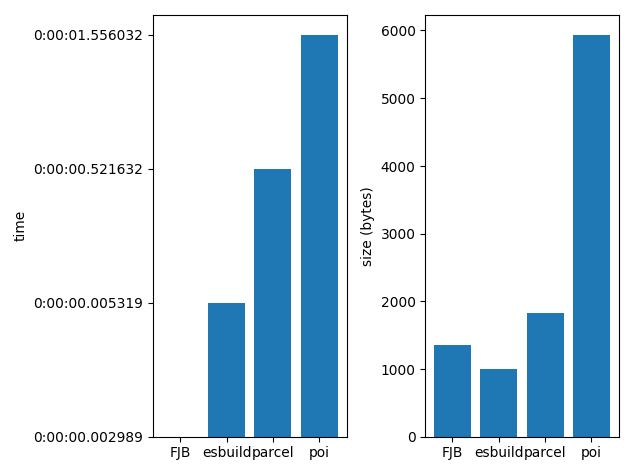 time
0:00:01.556032
0:00:00.521632
0:00:00.005319
0:00:00.002989
FJB
esbuild
parcel
poi
size (bytes)
6000
5000
4000
3000
2000
1000
0
FJB
esbuild
parcel
poi